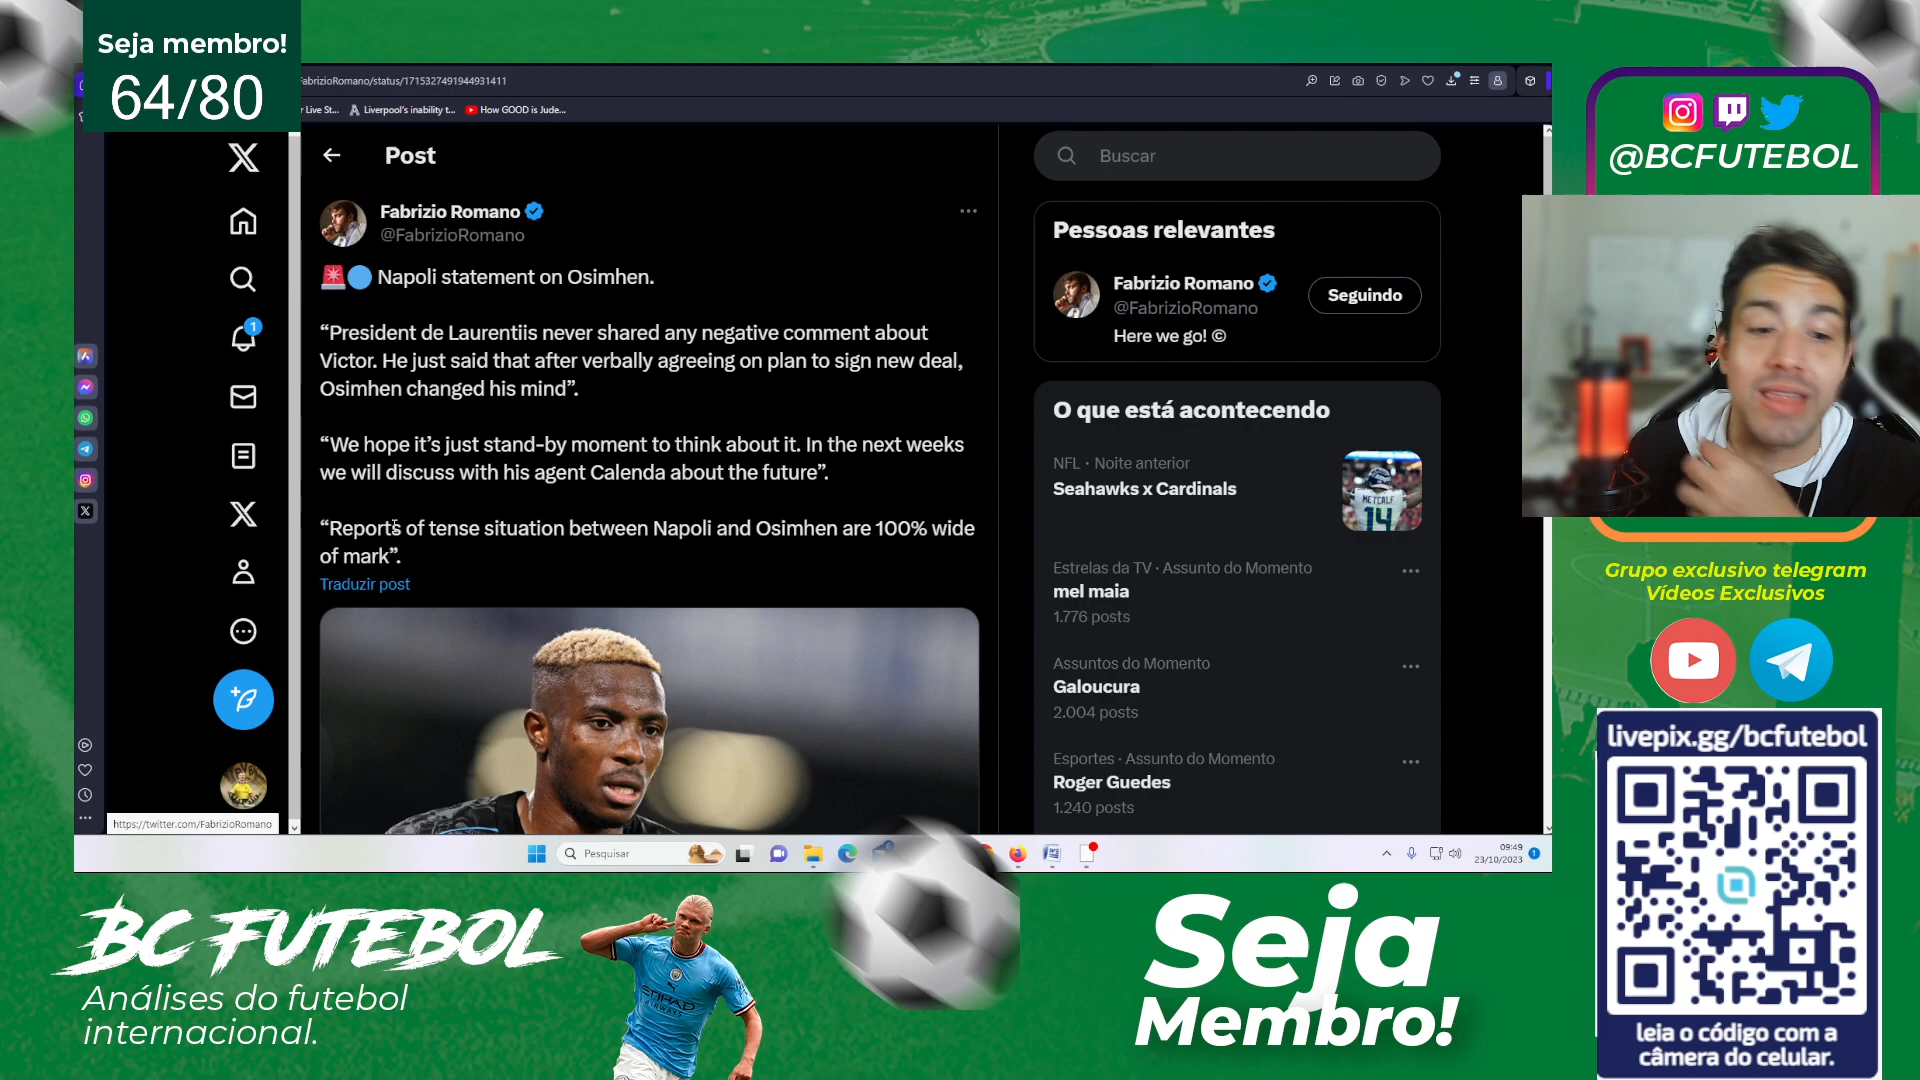 Seja membro!
64/80
FabrizioRomano/status/1715327491944931411
r Live St...
Liverpool's inability t...
How GOOD is Jude...
Post
Fabrizio Romano
@FabrizioRomano
Napoli statement on Osimhen.
“President de Laurentiis never shared any negative comment about
Victor. He just said that after verbally agreeing on plan to sign new deal,
Osimhen changed his mind”.
“We hope it’s just stand-by moment to think about it. In the next weeks
we will discuss with his agent Calenda about the future”.
“Reports of tense situation between Napoli and Osimhen are 100% wide
of mark”.
Traduzir post
1
https://twitter.com/FabrizioRomano
Buscar
Pessoas relevantes
Fabrizio Romano
@FabrizioRomano
Here we go! ©
Seguindo
O que está acontecendo
NFL · Noite anterior
Seahawks x Cardinals
METCALF
14
Estrelas da TV · Assunto do Momento
mel maia
1.776 posts
Assuntos do Momento
Galoucura
2.004 posts
Esportes · Assunto do Momento
Roger Guedes
1.240 posts
Pesquisar
09:49
23/10/2023
1
@BCFUTEBOL
Grupo exclusivo telegram
Vídeos Exclusivos
livepix.gg/bcfutebol
leia o código com a
câmera do celular.
BC FUTEBOL
Análises do futebol
internacional.
ETIHAD
AIRWAYS
Seja
Membro!